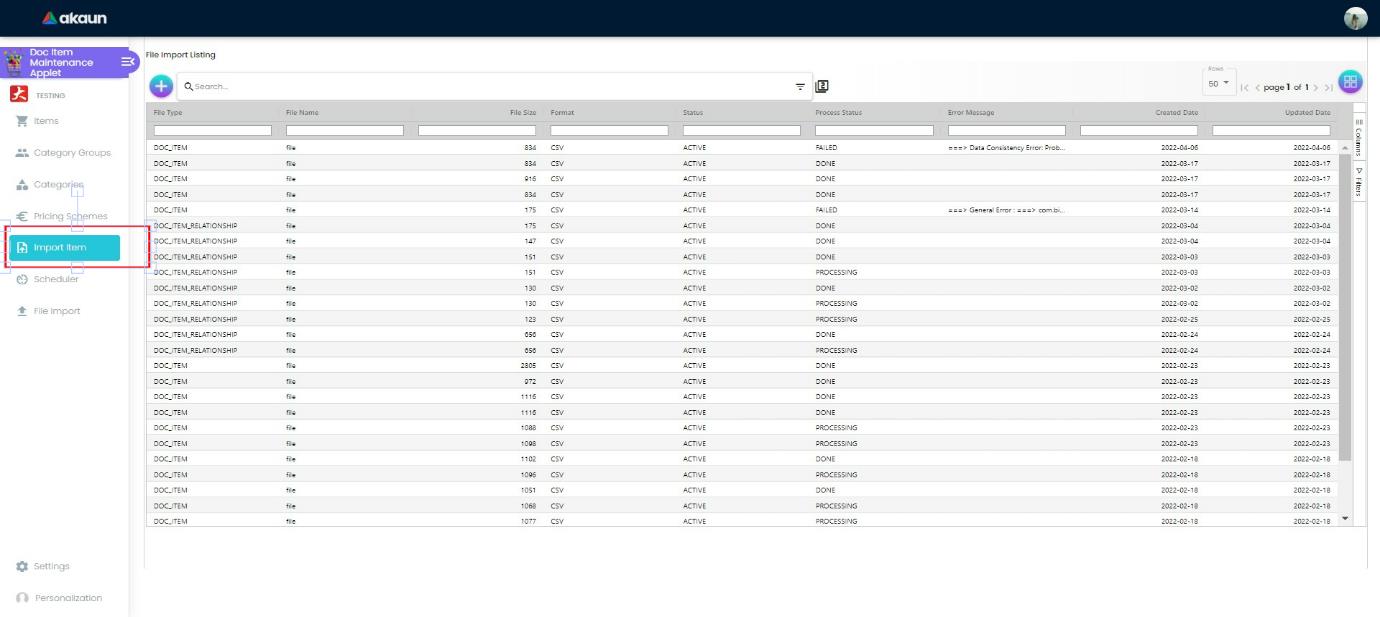 akaun
Doc Item
Maintenance
Applet
TESTING
Items
Category Groups
Categories
Pricing Schemes
Import Item
Scheduler
File Import
Settings
Personalization
File Import Listing
Search...
Rows
50
page 1 of 1
File Type File Name File Size Format Status Process Status Error Message Created Date Updated Date
DOC_ITEM file 834 CSV ACTIVE FAILED ===> Data Consistency Error: Prob... 2022-04-06 2022-04-06
DOC_ITEM file 834 CSV ACTIVE DONE 2022-03-17 2022-03-17
DOC_ITEM file 916 CSV ACTIVE DONE 2022-03-17 2022-03-17
DOC_ITEM file 834 CSV ACTIVE DONE 2022-03-17 2022-03-17
DOC_ITEM file 175 CSV ACTIVE FAILED ===> General Error : ===> com.bi... 2022-03-14 2022-03-14
DOC_ITEM_RELATIONSHIP file 175 CSV ACTIVE DONE 2022-03-04 2022-03-04
DOC_ITEM_RELATIONSHIP file 147 CSV ACTIVE DONE 2022-03-04 2022-03-04
DOC_ITEM_RELATIONSHIP file 151 CSV ACTIVE DONE 2022-03-03 2022-03-03
DOC_ITEM_RELATIONSHIP file 151 CSV ACTIVE PROCESSING 2022-03-03 2022-03-03
DOC_ITEM_RELATIONSHIP file 130 CSV ACTIVE DONE 2022-03-02 2022-03-02
DOC_ITEM_RELATIONSHIP file 130 CSV ACTIVE PROCESSING 2022-03-02 2022-03-02
DOC_ITEM_RELATIONSHIP file 123 CSV ACTIVE PROCESSING 2022-02-25 2022-02-25
DOC_ITEM_RELATIONSHIP file 656 CSV ACTIVE DONE 2022-02-24 2022-02-24
DOC_ITEM_RELATIONSHIP file 656 CSV ACTIVE PROCESSING 2022-02-24 2022-02-24
DOC_ITEM file 2805 CSV ACTIVE DONE 2022-02-23 2022-02-23
DOC_ITEM file 972 CSV ACTIVE DONE 2022-02-23 2022-02-23
DOC_ITEM file 1116 CSV ACTIVE DONE 2022-02-23 2022-02-23
DOC_ITEM file 1116 CSV ACTIVE DONE 2022-02-23 2022-02-23
DOC_ITEM file 1088 CSV ACTIVE PROCESSING 2022-02-23 2022-02-23
DOC_ITEM file 1098 CSV ACTIVE PROCESSING 2022-02-23 2022-02-23
DOC_ITEM file 1102 CSV ACTIVE DONE 2022-02-18 2022-02-18
DOC_ITEM file 1096 CSV ACTIVE PROCESSING 2022-02-18 2022-02-18
DOC_ITEM file 1051 CSV ACTIVE DONE 2022-02-18 2022-02-18
DOC_ITEM file 1068 CSV ACTIVE PROCESSING 2022-02-18 2022-02-18
DOC_ITEM file 1077 CSV ACTIVE PROCESSING 2022-02-18 2022-02-18
Columns
Filters